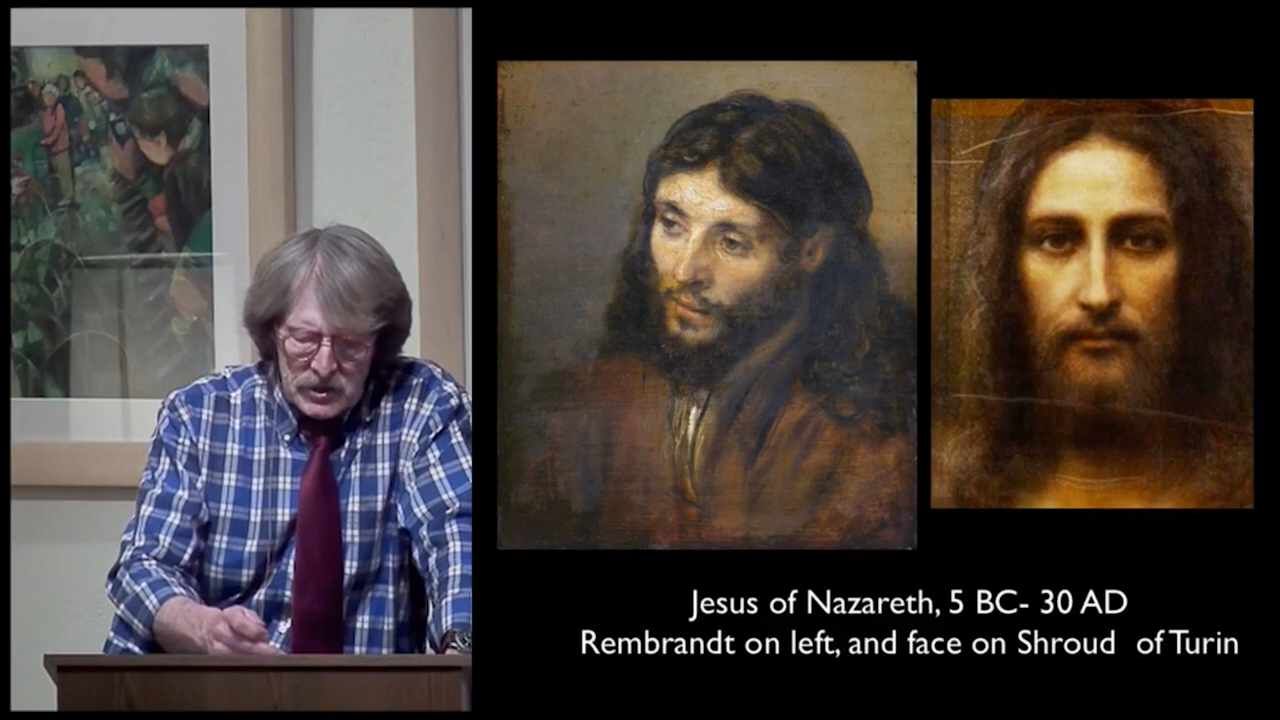 Jesus of Nazareth, 5 BC- 30 AD
Rembrandt on left, and face on Shroud  of Turin